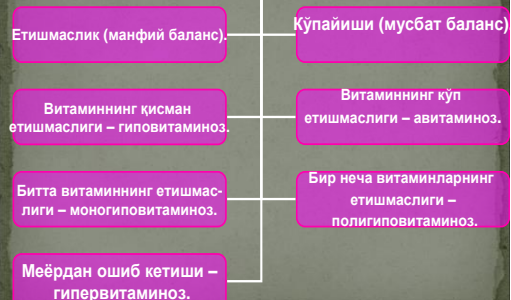 Етишмаслик (манфий баланс).
Кўпайиши (мусбат баланс)
Витаминнинг қисман
етишмаслиги – гиповитаминоз.
Витаминнинг кўп
етишмаслиги – авитаминоз.
Битта витаминнинг етишмас-
лиги – моногиповитаминоз.
Бир неча витаминларнинг
етишмаслиги –
полигиповитаминоз.
Меёрдан ошиб кетиши –
гипервитаминоз.